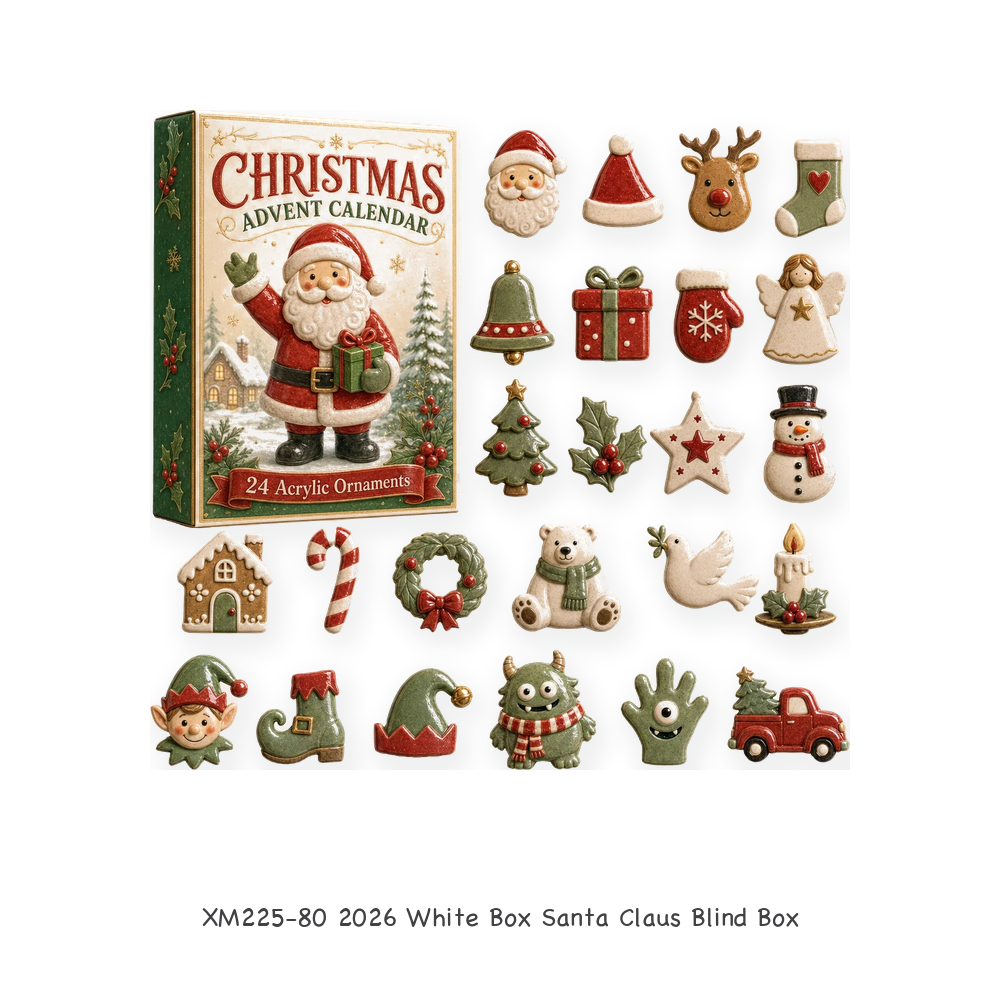 CHRISTMAS
ADVENT CALENDAR
24 Acrylic Ornaments
XM225-80 2026 White Box Santa Claus Blind Box